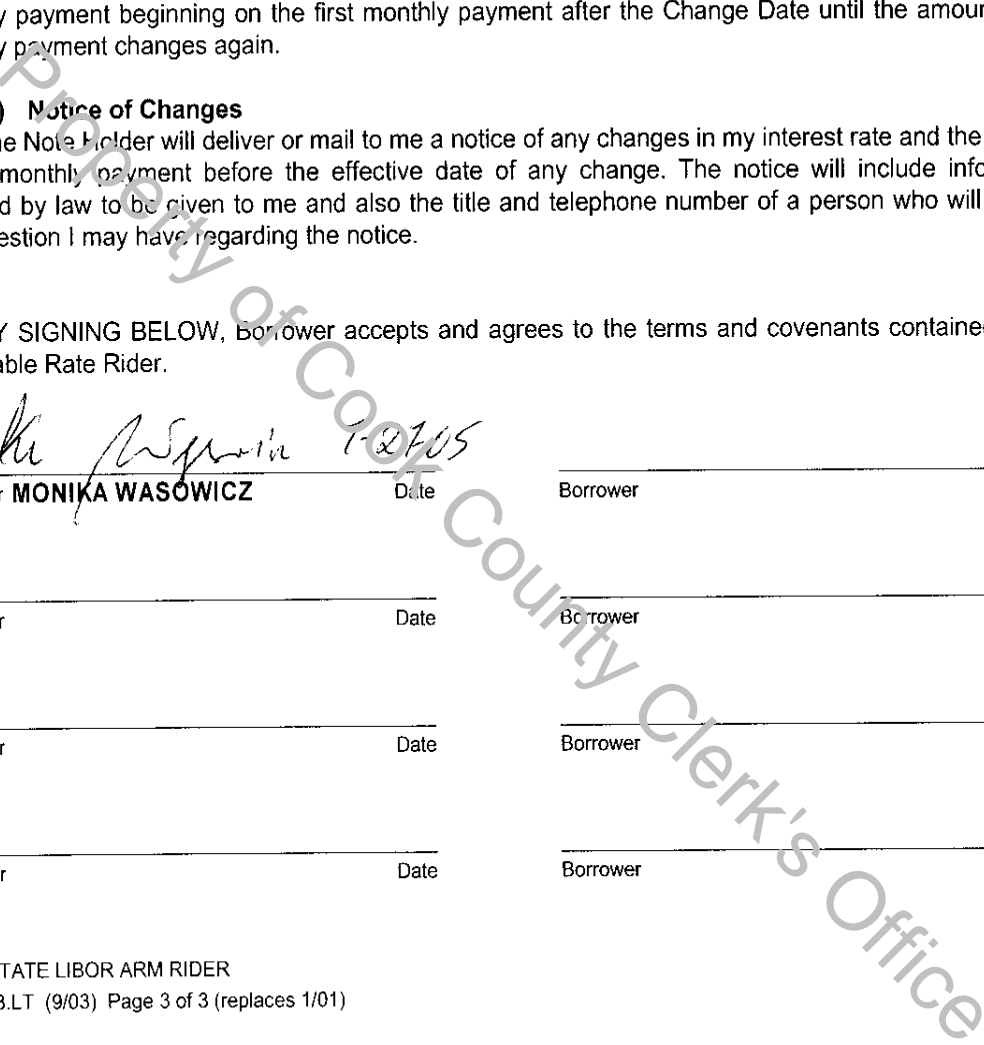 payment beginning on the first monthly payment after the Change Date until the amoun
payment changes again.
) Notice of Changes
e Note Holder will deliver or mail to me a notice of any changes in my interest rate and the
monthly payment before the effective date of any change. The notice will include info
d by law to be given to me and also the title and telephone number of a person who will
estion I may have regarding the notice.
Y SIGNING BELOW, Borrower accepts and agrees to the terms and covenants containe
able Rate Rider.
MONIKA WASOWICZ Date Borrower
r Date Borrower
r Date Borrower
r Date Borrower
TATE LIBOR ARM RIDER
3.LT (9/03) Page 3 of 3 (replaces 1/01)
Property of Cook County Clerk's Office